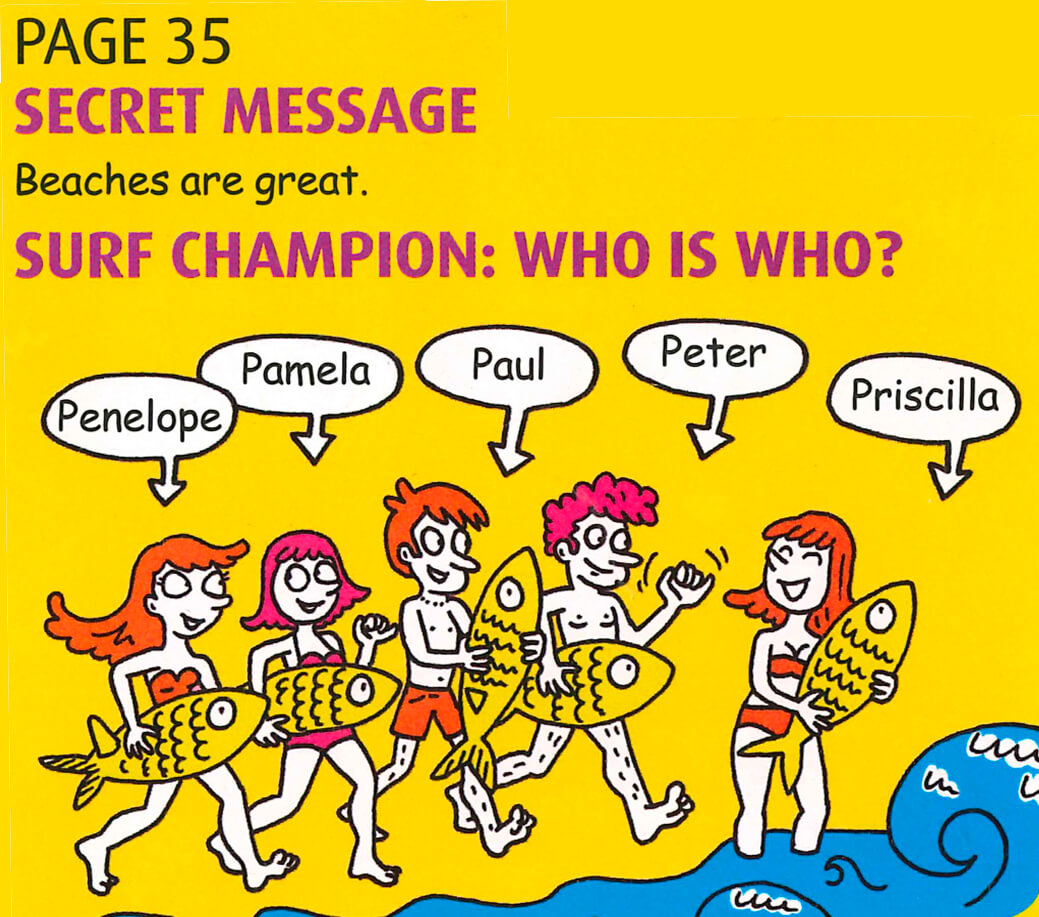 PAGE 35
SECRET MESSAGE
Beaches are great.
SURF CHAMPION: WHO IS WHO?
Penelope
Pamela
Paul
Peter
Priscilla